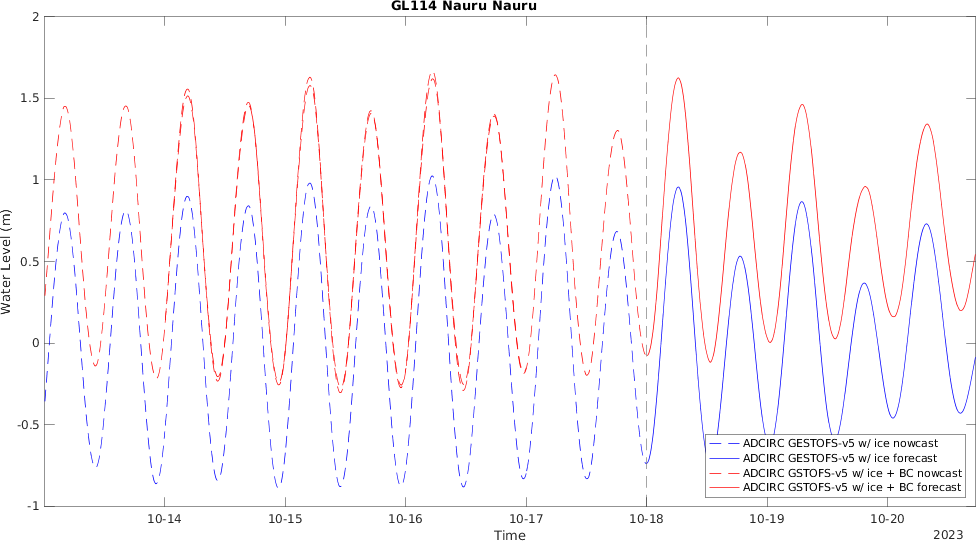 GL114 Nauru Nauru
Water Level (m)
2
1.5
1
0.5
0
-0.5
-1
ADCIRC GESTOFS-v5 w/ ice nowcast
ADCIRC GESTOFS-v5 w/ ice forecast
ADCIRC GSTOFS-v5 w/ ice + BC nowcast
ADCIRC GSTOFS-v5 w/ ice + BC forecast
10-14 10-15 10-16 10-17 10-18 10-19 10-20
Time
2023